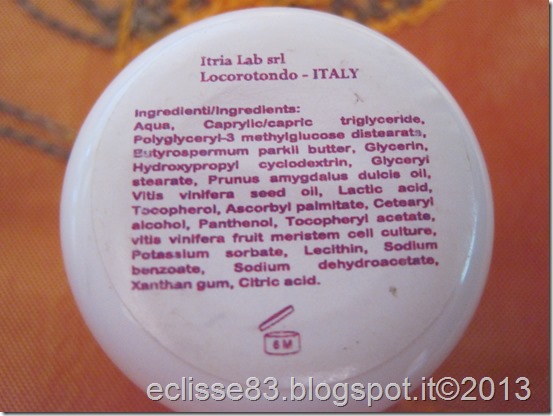 Itria Lab srl
Locorotondo - ITALY
Ingredienti/Ingredients:
Aqua, Caprylic/capric triglyceride,
Polyglyceryl-3 methylglucose distearate,
Butyrospermum parkii butter, Glycerin,
Hydroxypropyl cyclodextrin, Glyceryl
stearate, Prunus amygdalus dulcis oil,
Vitis vinifera seed oil, Lactic acid,
Tocopherol, Ascorbyl palmitate, Cetearyl
alcohol, Panthenol, Tocopheryl acetate,
vitis vinifera fruit meristem cell culture,
Potassium sorbate, Lecithin, Sodium
benzoate, Sodium dehydroacetate,
Xanthan gum, Citric acid.
6 M
eclisse83.blogspot.it©2013